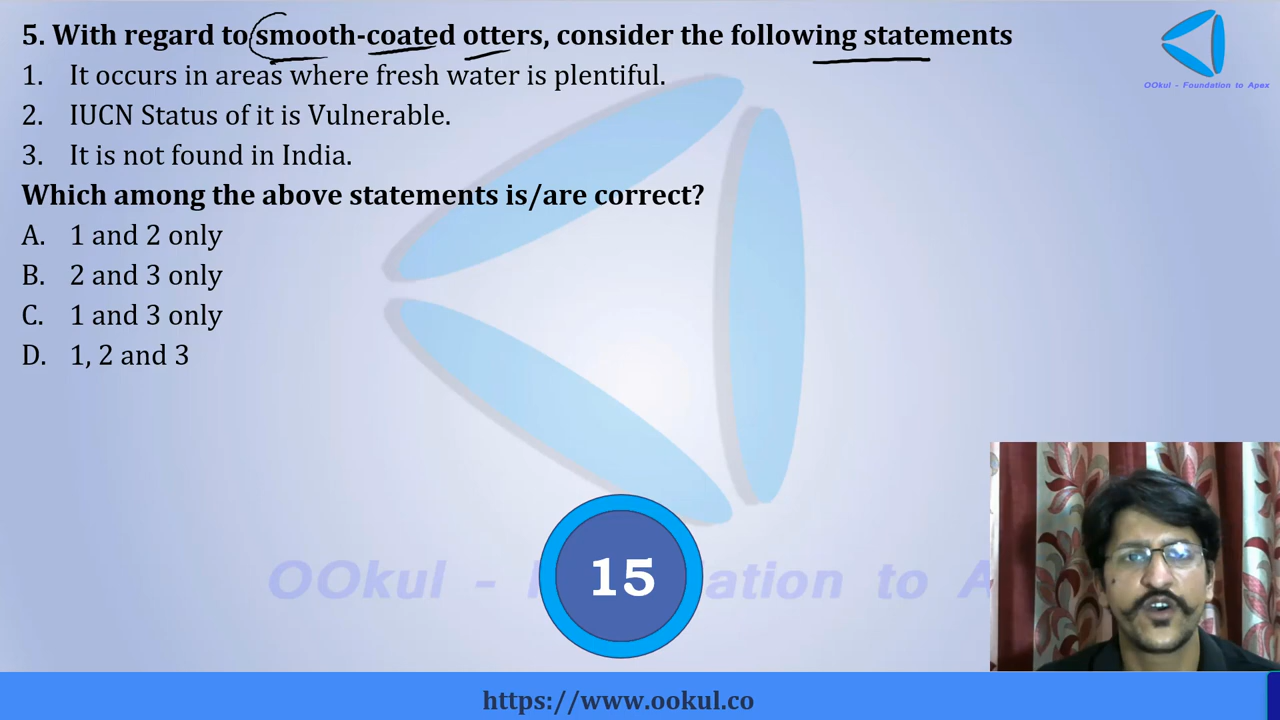 5. With regard to smooth-coated otters, consider the following statements
OOkul - Foundation to Apex
1. It occurs in areas where fresh water is plentiful.
2. IUCN Status of it is Vulnerable.
3. It is not found in India.
Which among the above statements is/are correct?
A. 1 and 2 only
B. 2 and 3 only
C. 1 and 3 only
D. 1, 2 and 3
15
OOkul - dation to A
https://www.ookul.co